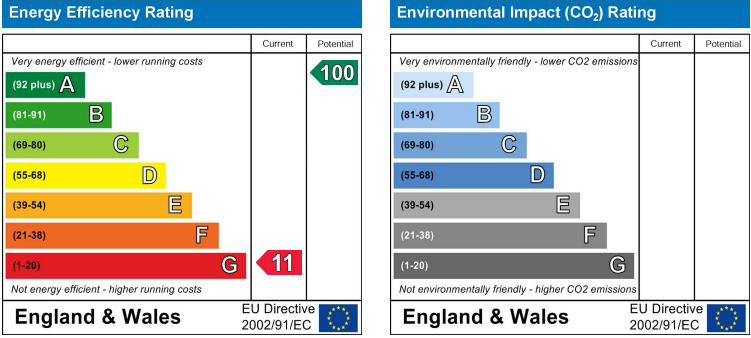 Energy Efficiency Rating
Current Potential
Very energy efficient - lower running costs
(92 plus) A
100
(81-91) B
(69-80) C
(55-68) D
(39-54) E
(21-38) F
(1-20) G
11
Not energy efficient - higher running costs
England & Wales
EU Directive
2002/91/EC
Environmental Impact (CO₂) Rating
Current Potential
Very environmentally friendly - lower CO2 emissions
(92 plus) A
(81-91) B
(69-80) C
(55-68) D
(39-54) E
(21-38) F
(1-20) G
Not environmentally friendly - higher CO2 emissions
England & Wales
EU Directive
2002/91/EC